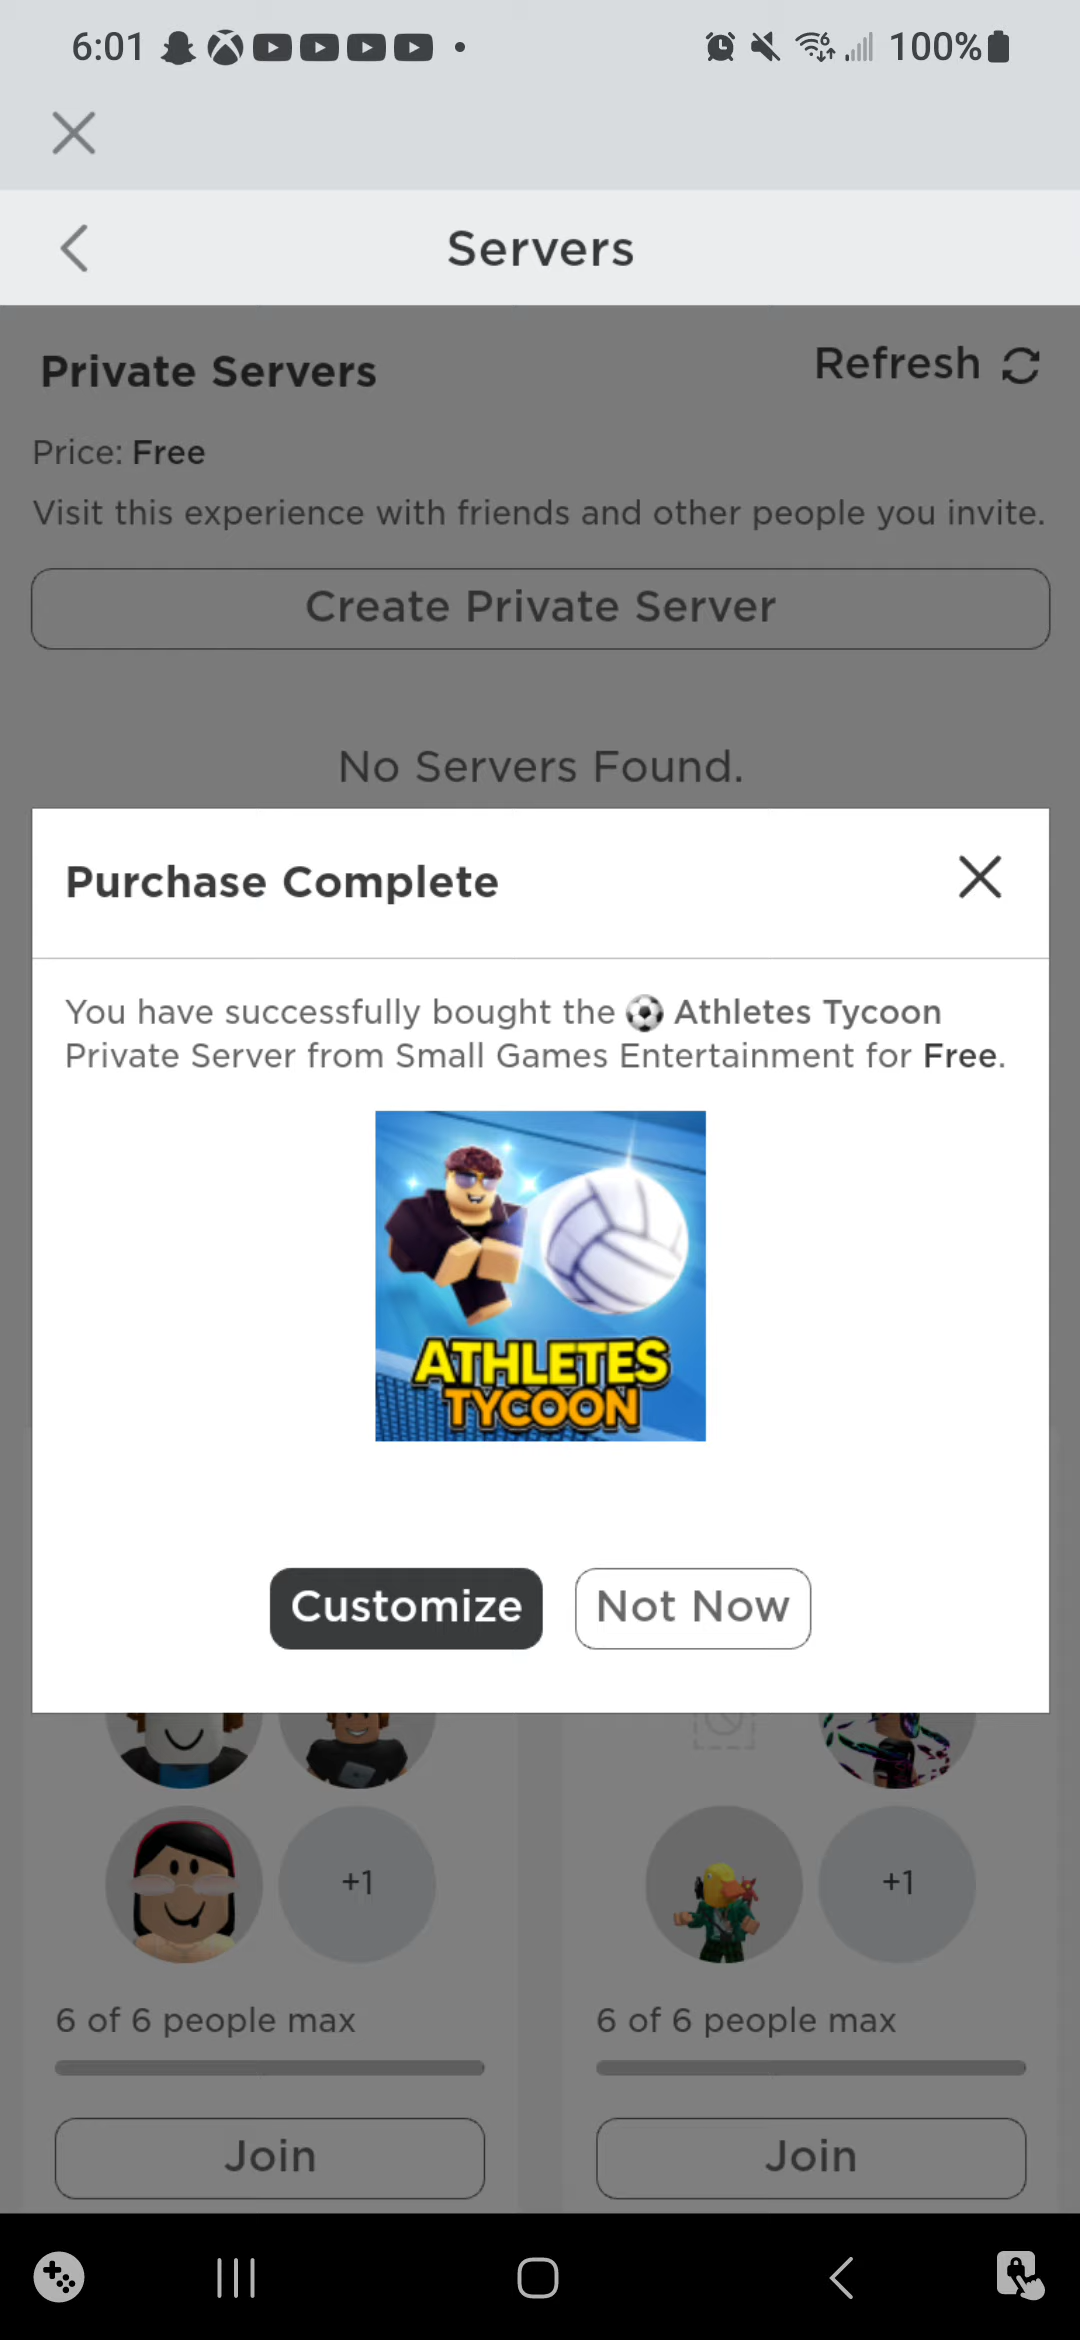 6:01
100%
Servers
Private Servers
Refresh
Price: Free
Visit this experience with friends and other people you invite.
Create Private Server
No Servers Found.
Purchase Complete
You have successfully bought the ⚽ Athletes Tycoon
Private Server from Small Games Entertainment for Free.
ATHLETES
TYCOON
Customize
Not Now
+1
+1
6 of 6 people max
6 of 6 people max
Join
Join